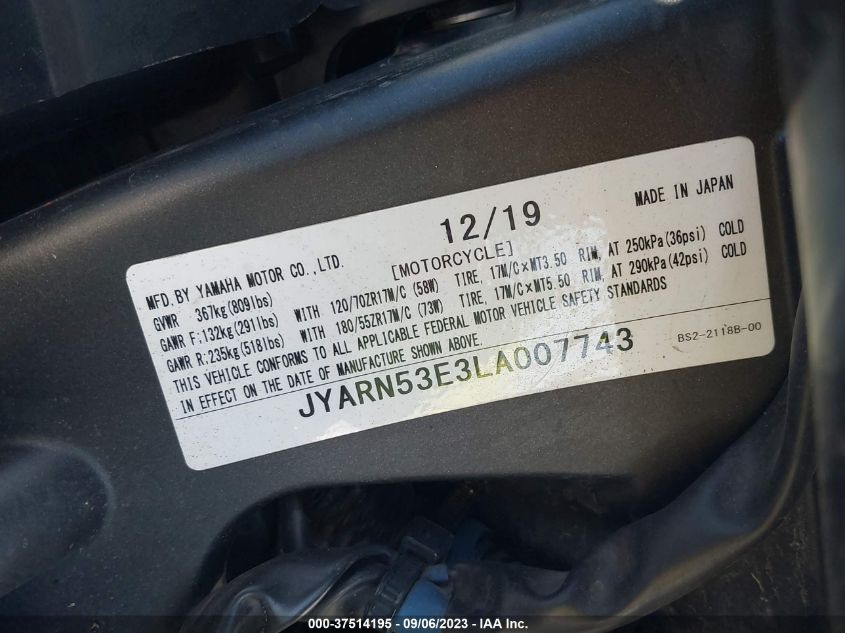 12/19
MADE IN JAPAN
MFD.BY YAMAHA MOTOR CO.,LTD.
[MOTORCYCLE]
GVWR 367kg(809lbs)
GAWR F:132kg(291lbs) WITH 120/70ZR17M/C (58W) TIRE, 17M/C×MT3.50 RIM, AT 250kPa(36psi) COLD
GAWR R:235kg(518lbs) WITH 180/55ZR17M/C (73W) TIRE, 17M/C×MT5.50 RIM, AT 290kPa(42psi) COLD
THIS VEHICLE CONFORMS TO ALL APPLICABLE FEDERAL MOTOR VEHICLE SAFETY STANDARDS
IN EFFECT ON THE DATE OF MANUFACTURE SHOWN ABOVE.
BS2-2118B-00
JYARN53E3LA007743
000-37514195 - 09/06/2023 - IAA Inc.